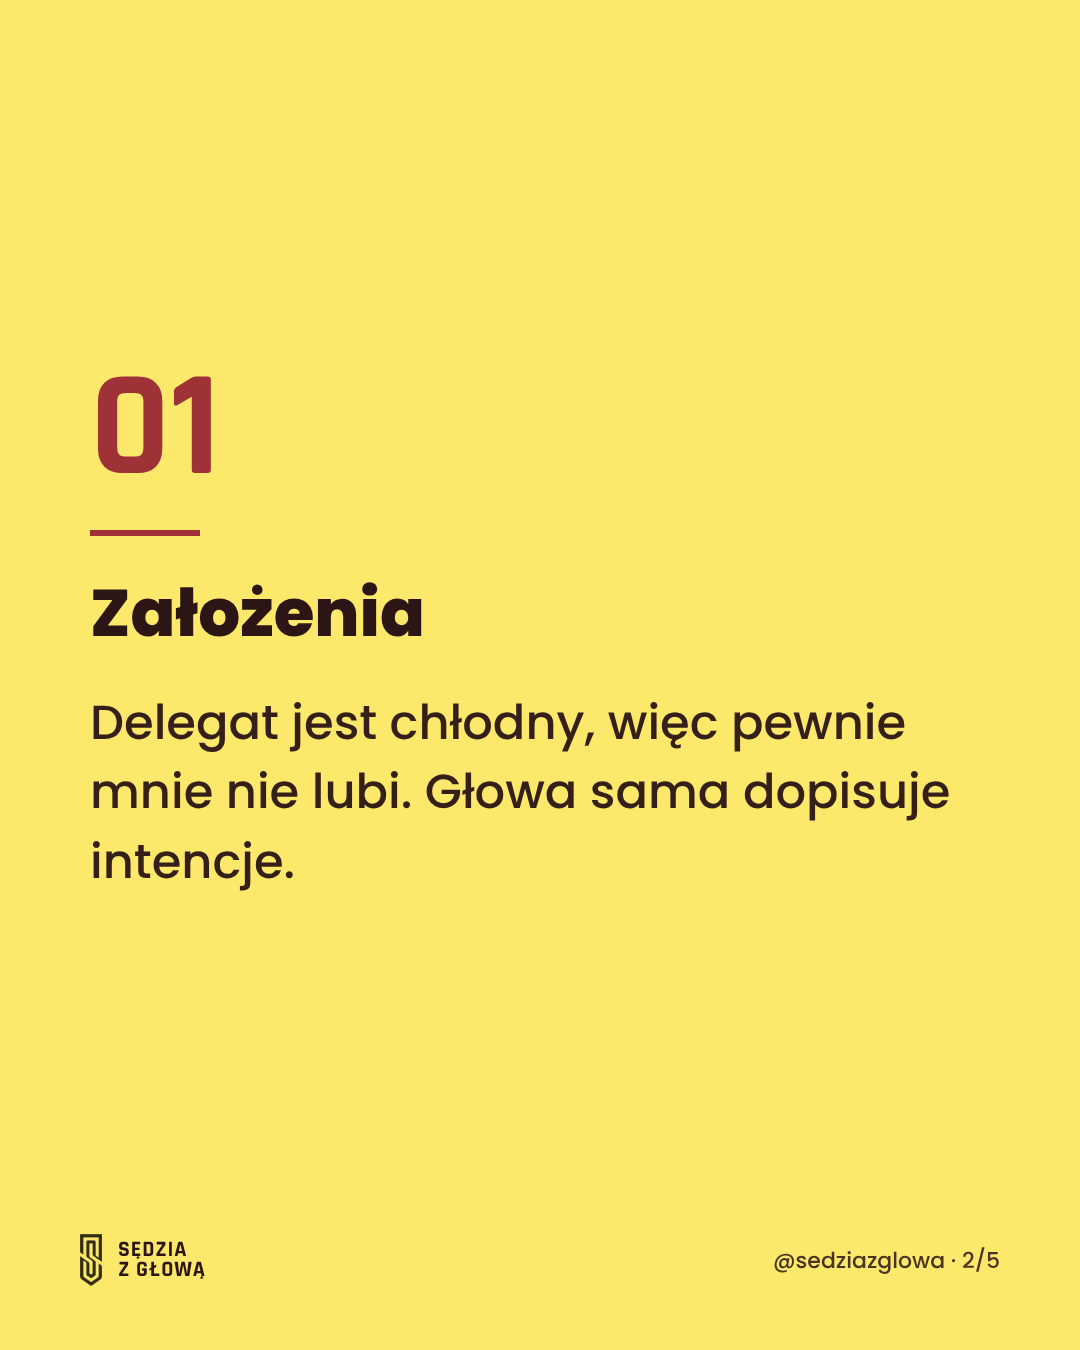 01
Założenia
Delegat jest chłodny, więc pewnie
mnie nie lubi. Głowa sama dopisuje
intencje.
SĘDZIA
Z GŁOWĄ
@sedziazglowa · 2/5